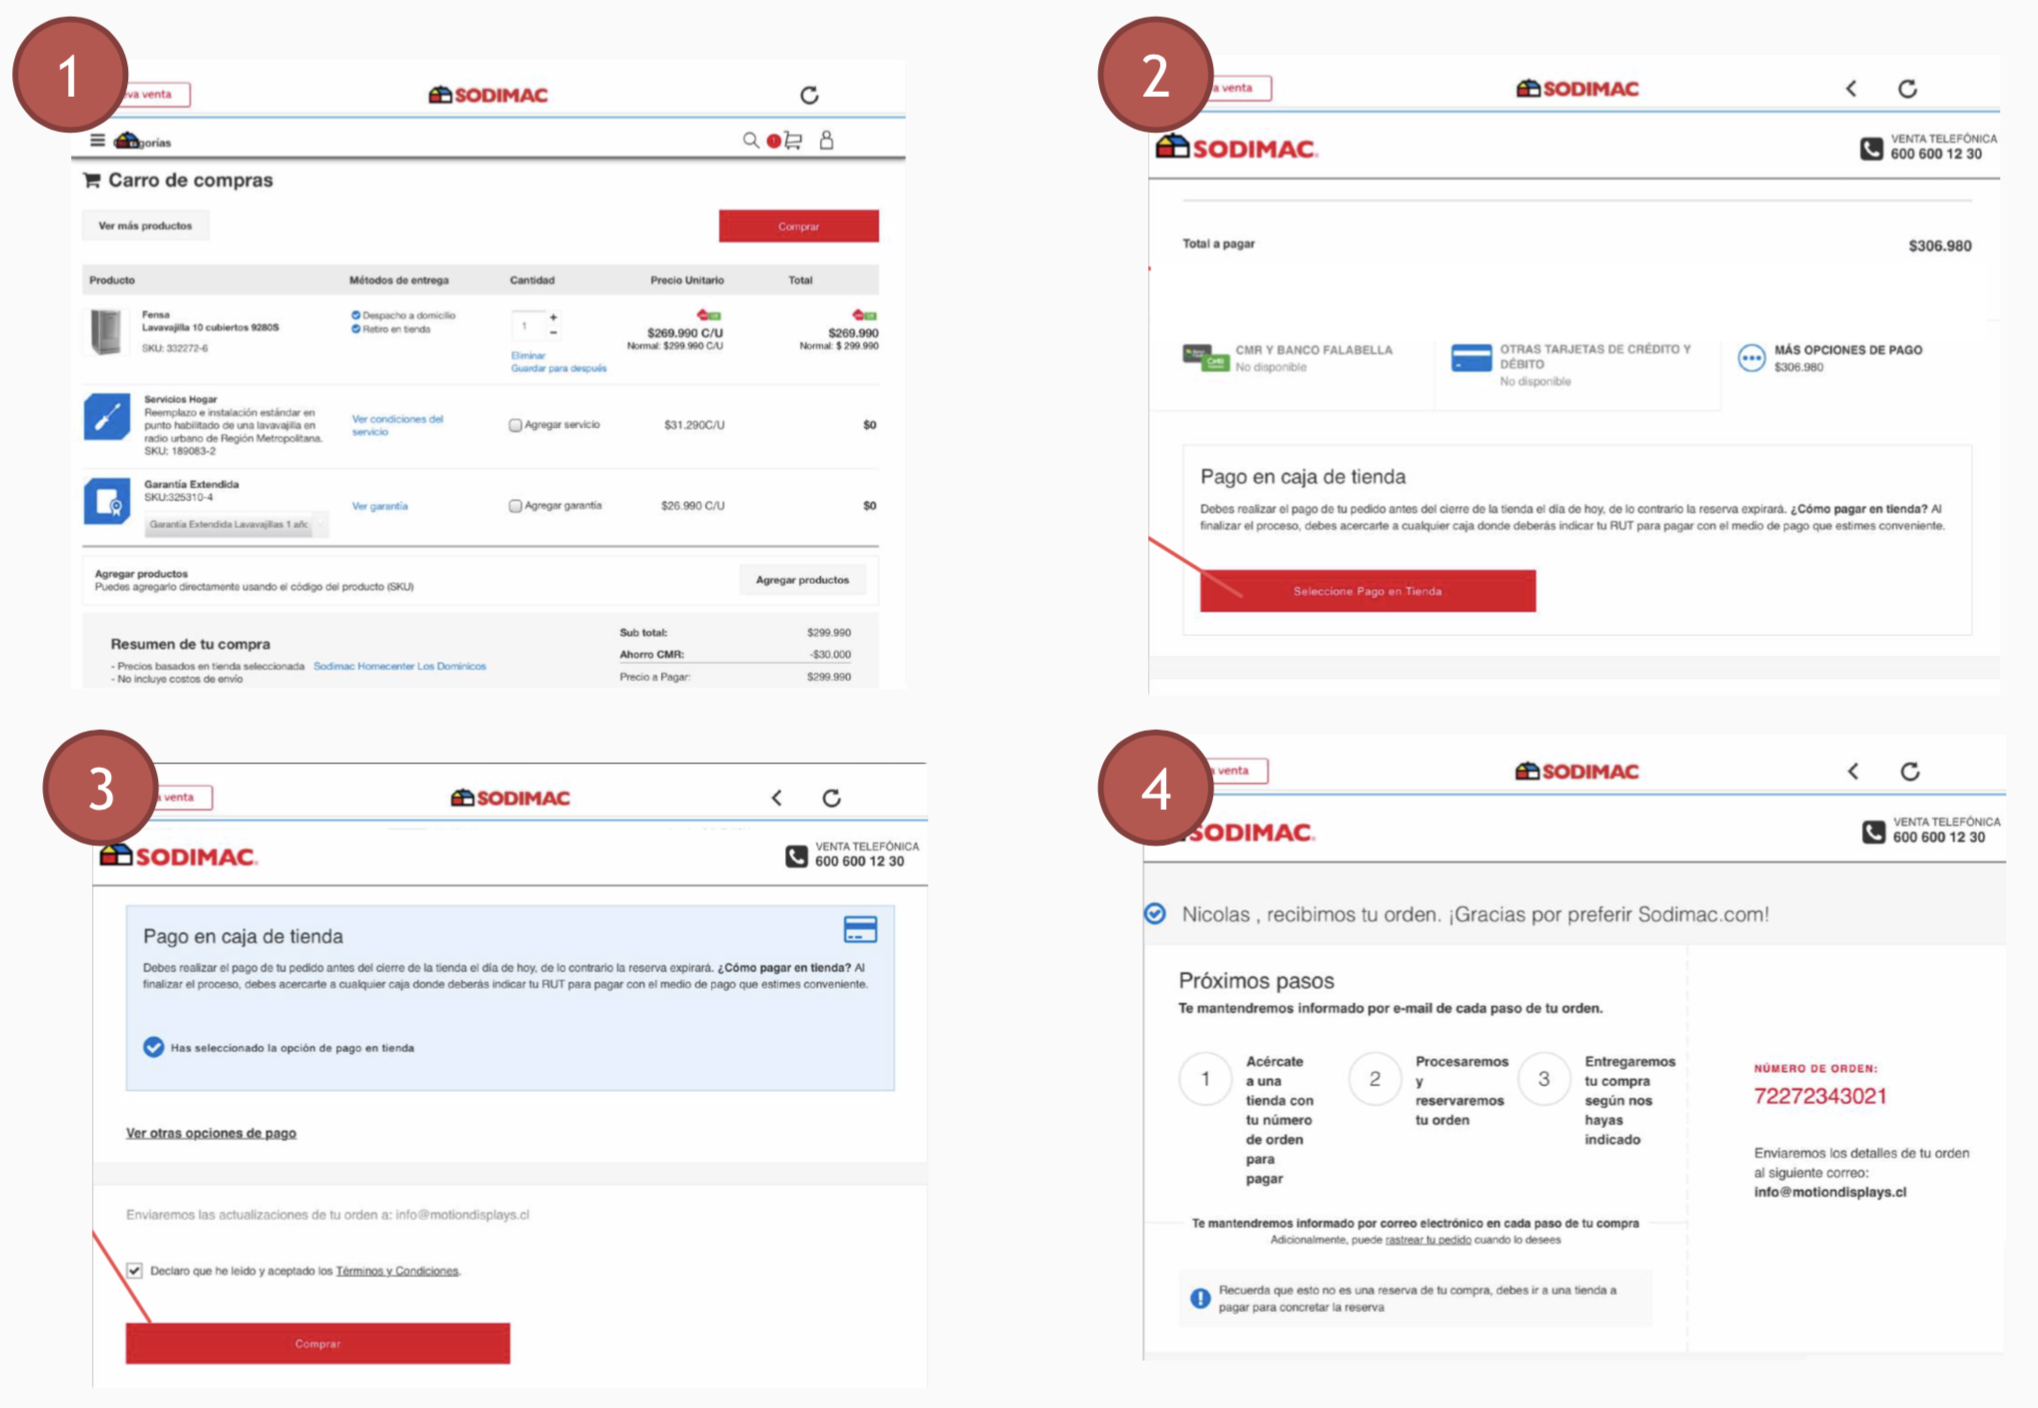 1
va venta
SODIMAC
gorías
1
Carro de compras
Ver más productos
Comprar
Producto
Métodos de entrega
Cantidad
Precio Unitario
Total
Fensa
Lavavajilla 10 cubiertos 9280S
SKU: 332272-6
Despacho a domicilio
Retiro en tienda
1
+
-
Eliminar
Guardar para después
$269.990 C/U
Normal: $299.990 C/U
$269.990
Normal: $ 299.990
Servicios Hogar
Reemplazo e instalación estándar en
punto habilitado de una lavavajilla en
radio urbano de Región Metropolitana.
SKU: 189083-2
Ver condiciones del
servicio
Agregar servicio
$31.290C/U
$0
Garantía Extendida
SKU:325310-4
Garantía Extendida Lavavajillas 1 año
Ver garantía
Agregar garantía
$26.990 C/U
$0
Agregar productos
Puedes agregarlo directamente usando el código del producto (SKU)
Agregar productos
Resumen de tu compra
- Precios basados en tienda seleccionada Sodimac Homecenter Los Dominicos
- No incluye costos de envío
Sub total: $299.990
Ahorro CMR: -$30.000
Precio a Pagar: $299.990
2
a venta
SODIMAC
SODIMAC.
VENTA TELEFÓNICA
600 600 12 30
Total a pagar
$306.980
CMR Y BANCO FALABELLA
No disponible
OTRAS TARJETAS DE CRÉDITO Y
DÉBITO
No disponible
MÁS OPCIONES DE PAGO
$306.980
Pago en caja de tienda
Debes realizar el pago de tu pedido antes del cierre de la tienda el día de hoy, de lo contrario la reserva expirará. ¿Cómo pagar en tienda? Al
finalizar el proceso, debes acercarte a cualquier caja donde deberás indicar tu RUT para pagar con el medio de pago que estimes conveniente.
Seleccione Pago en Tienda
3
a venta
SODIMAC
SODIMAC.
VENTA TELEFÓNICA
600 600 12 30
Pago en caja de tienda
Debes realizar el pago de tu pedido antes del cierre de la tienda el día de hoy, de lo contrario la reserva expirará. ¿Cómo pagar en tienda? Al
finalizar el proceso, debes acercarte a cualquier caja donde deberás indicar tu RUT para pagar con el medio de pago que estimes conveniente.
Has seleccionado la opción de pago en tienda
Ver otras opciones de pago
Enviaremos las actualizaciones de tu orden a: info@motiondisplays.cl
Declaro que he leído y aceptado los Términos y Condiciones.
Comprar
4
a venta
SODIMAC
SODIMAC.
VENTA TELEFÓNICA
600 600 12 30
Nicolas , recibimos tu orden. ¡Gracias por preferir Sodimac.com!
Próximos pasos
Te mantendremos informado por e-mail de cada paso de tu orden.
1
Acércate
a una
tienda con
tu número
de orden
para
pagar
2
Procesaremos
y
reservaremos
tu orden
3
Entregaremos
tu compra
según nos
hayas
indicado
Te mantendremos informado por correo electrónico en cada paso de tu compra
Adicionalmente, puede rastrear tu pedido cuando lo desees
Recuerda que esto no es una reserva de tu compra, debes ir a una tienda a
pagar para concretar la reserva
NÚMERO DE ORDEN:
72272343021
Enviaremos los detalles de tu orden
al siguiente correo:
info@motiondisplays.cl